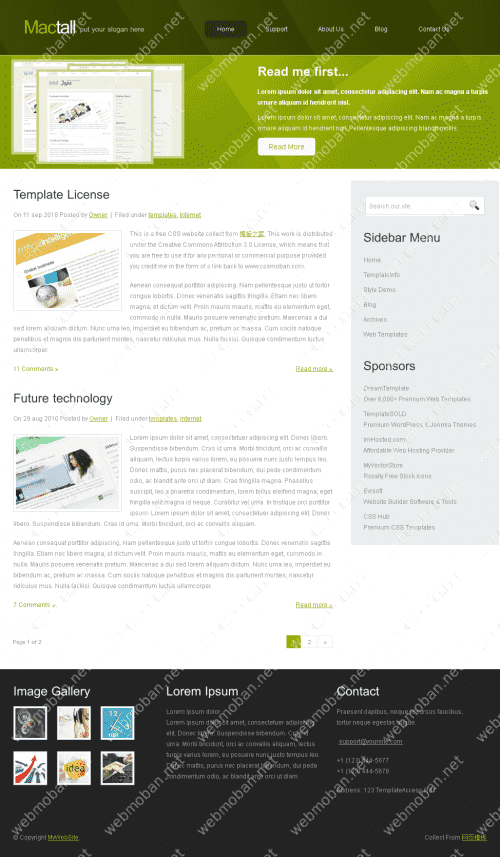 Mactall put your slogan here
Home Support About Us Blog Contact Us
Read me first...
Lorem ipsum dolor sit amet, consectetuer adipiscing elit. Nam ac magna a turpis
ornare aliquam id hendrerit nisl.
Lorem ipsum dolor sit amet, consectetuer adipiscing elit. Nam ac magna a turpis
ornare aliquam id hendrerit nisl. Pellentesque adipiscing blandit mollis.
Read More
Template License
On 11 sep 2010 Posted by Owner | Filed under templates, internet
This is a free CSS website collect from 模板之家. This work is distributed
under the Creative Commons Attribution 3.0 License, which means that
you are free to use it for any personal or commercial purpose provided
you credit me in the form of a link back to www.cssmoban.com.
Aenean consequat porttitor adipiscing. Nam pellentesque justo ut tortor
congue lobortis. Donec venenatis sagittis fringilla. Etiam nec libero
magna, et dictum velit. Proin mauris mauris, mattis eu elementum eget,
commodo in nulla. Mauris posuere venenatis pretium. Maecenas a dui
sed lorem aliquam dictum. Nunc urna leo, imperdiet eu bibendum ac, pretium ac massa. Cum sociis natoque
penatibus et magnis dis parturient montes, nascetur ridiculus mus. Nulla facilisi. Quisque condimentum luctus
ullamcorper.
11 Comments » Read more »
Future technology
On 29 aug 2010 Posted by Owner | Filed under templates, internet
Lorem ipsum dolor sit amet, consectetuer adipiscing elit. Donec libero.
Suspendisse bibendum. Cras id urna. Morbi tincidunt, orci ac convallis
aliquam, lectus turpis varius lorem, eu posuere nunc justo tempus leo.
Donec mattis, purus nec placerat bibendum, dui pede condimentum
odio, ac blandit ante orci ut diam. Cras fringilla magna. Phasellus
suscipit, leo a pharetra condimentum, lorem tellus eleifend magna, eget
fringilla velit magna id neque. Curabitur vel urna. In tristique orci porttitor
ipsum. Lorem ipsum dolor sit amet, consectetuer adipiscing elit. Donec
libero. Suspendisse bibendum. Cras id urna. Morbi tincidunt, orci ac convallis aliquam.
Aenean consequat porttitor adipiscing. Nam pellentesque justo ut tortor congue lobortis. Donec venenatis sagittis
fringilla. Etiam nec libero magna, et dictum velit. Proin mauris mauris, mattis eu elementum eget, commodo in
nulla. Mauris posuere venenatis pretium. Maecenas a dui sed lorem aliquam dictum. Nunc urna leo, imperdiet eu
bibendum ac, pretium ac massa. Cum sociis natoque penatibus et magnis dis parturient montes, nascetur
ridiculus mus. Nulla facilisi. Quisque condimentum luctus ullamcorper.
7 Comments » Read more »
Page 1 of 2
1 2 »
Search our site:
Sidebar Menu
Home
TemplateInfo
Style Demo
Blog
Archives
Web Templates
Sponsors
DreamTemplate
Over 6,000+ Premium Web Templates
TemplateSOLD
Premium WordPress & Joomla Themes
ImHosted.com
Affordable Web Hosting Provider
MyVectorStore
Royalty Free Stock Icons
Evrsoft
Website Builder Software & Tools
CSS Hub
Premium CSS Templates
Image Gallery
Lorem Ipsum
Lorem ipsum dolor
Lorem ipsum dolor sit amet, consectetuer adipiscing
elit. Donec libero. Suspendisse bibendum. Cras id
urna. Morbi tincidunt, orci ac convallis aliquam, lectus
turpis varius lorem, eu posuere nunc justo tempus leo.
Donec mattis, purus nec placerat bibendum, dui pede
condimentum odio, ac blandit ante orci ut diam.
Contact
Praesent dapibus, neque id cursus faucibus,
tortor neque egestas augue.
support@yoursite.com
+1 (123) 444-5677
+1 (123) 444-5678
Address: 123 TemplateAccess
© Copyright MyWebSite.
Collect From 网页模板
webmoban.net